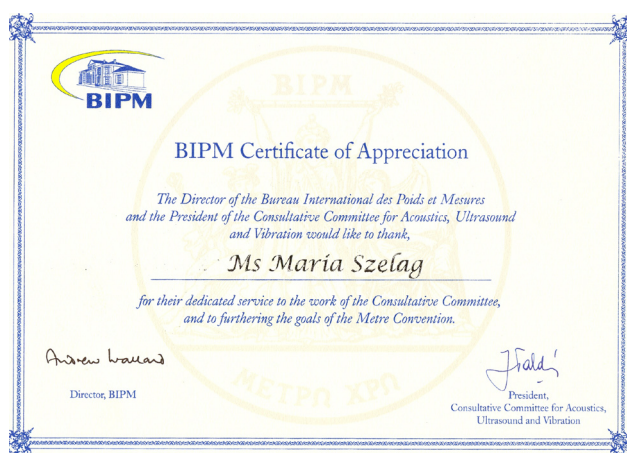 BIPM
BIPM
BIPM Certificate of Appreciation
The Director of the Bureau International des Poids et Mesures
and the President of the Consultative Committee for Acoustics, Ultrasound
and Vibration would like to thank,
Ms Maria Szelag
for their dedicated service to the work of the Consultative Committee,
and to furthering the goals of the Metre Convention.
Andrew Wallard
Director, BIPM
President,
Consultative Committee for Acoustics,
Ultrasound and Vibration
ΜΕΤΡΩ ΧΡΩ